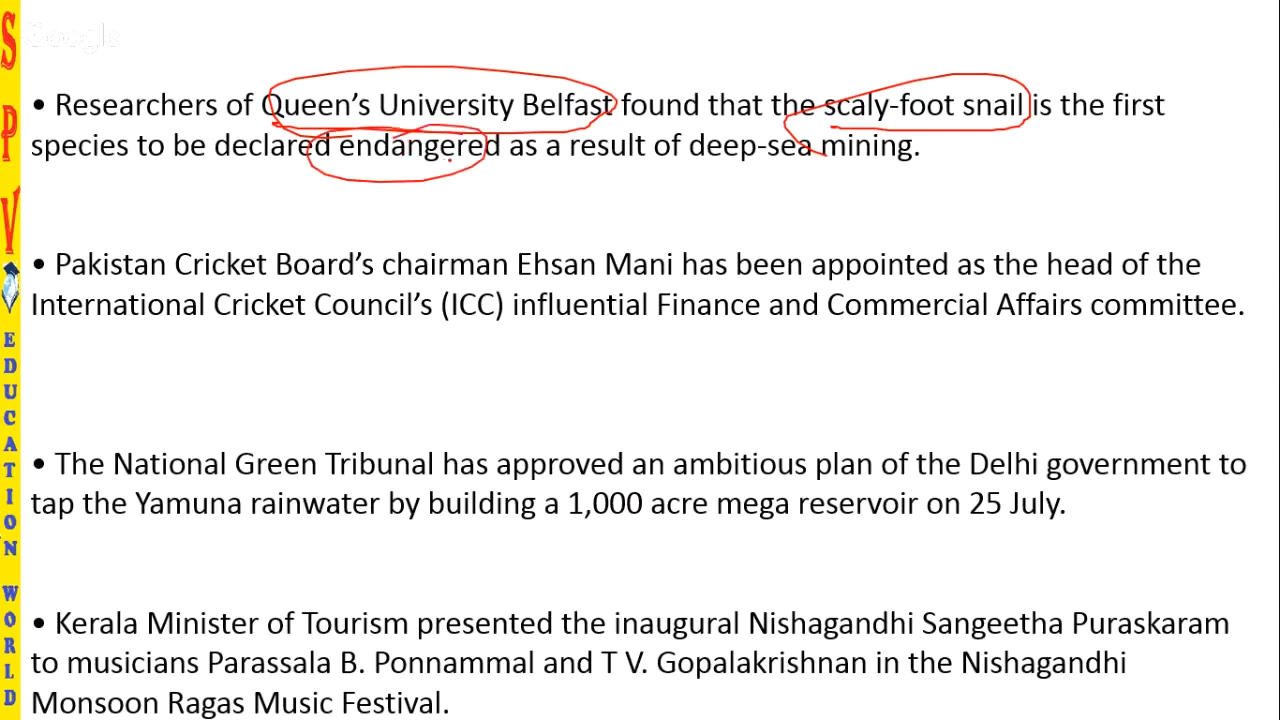 Google
• Researchers of Queen's University Belfast found that the scaly-foot snail is the first
species to be declared endangered as a result of deep-sea mining.
• Pakistan Cricket Board's chairman Ehsan Mani has been appointed as the head of the
International Cricket Council's (ICC) influential Finance and Commercial Affairs committee.
• The National Green Tribunal has approved an ambitious plan of the Delhi government to
tap the Yamuna rainwater by building a 1,000 acre mega reservoir on 25 July.
• Kerala Minister of Tourism presented the inaugural Nishagandhi Sangeetha Puraskaram
to musicians Parassala B. Ponnammal and T V. Gopalakrishnan in the Nishagandhi
Monsoon Ragas Music Festival.
SPV EDUCATION WORLD